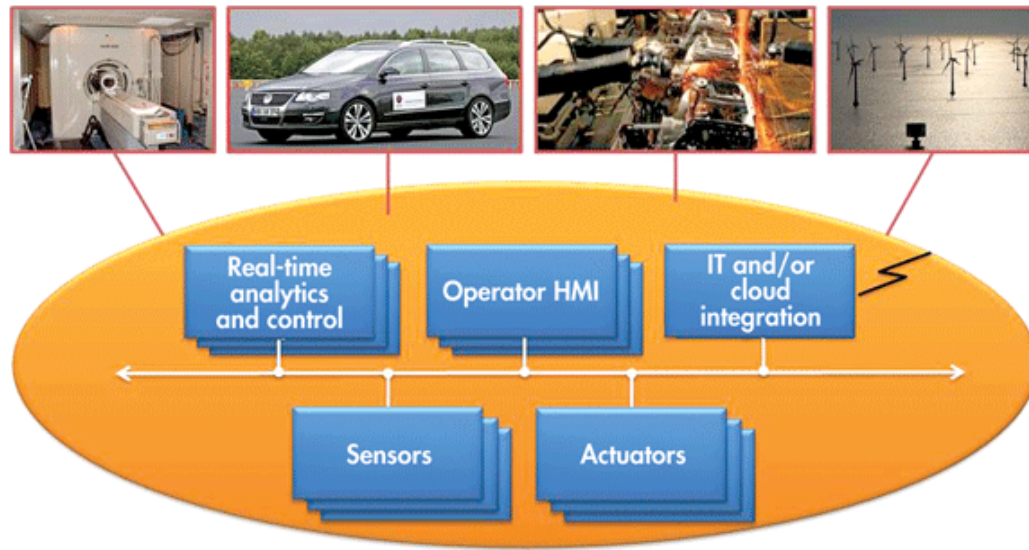 Real-time
analytics
and control
Operator HMI
IT and/or
cloud
integration
Sensors
Actuators